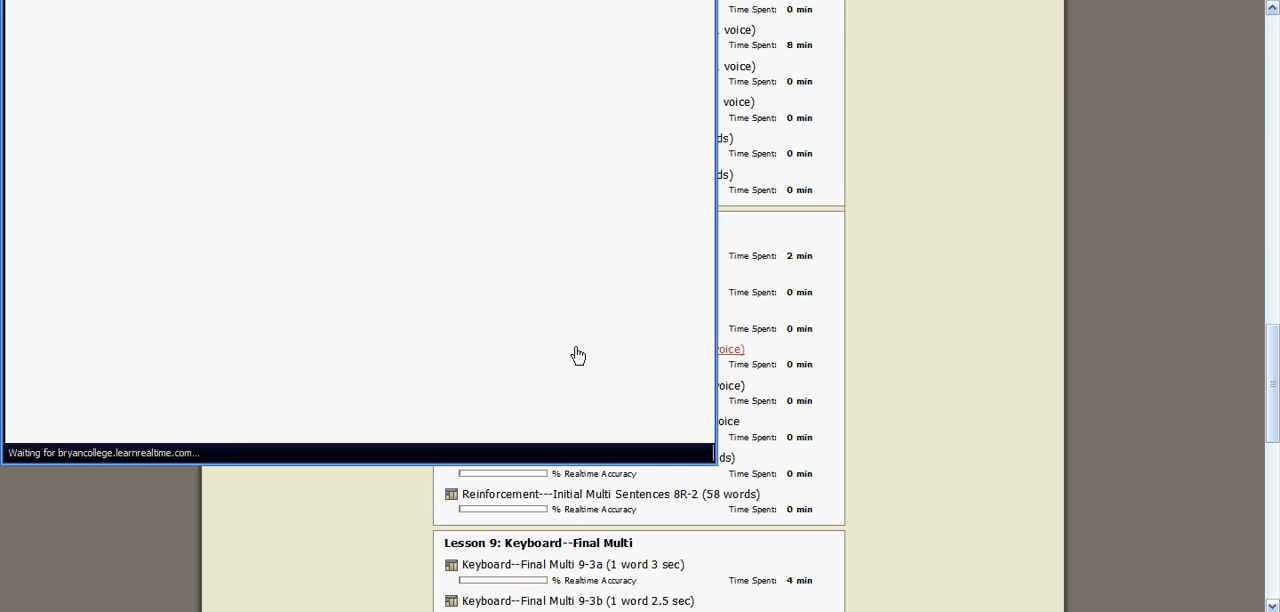 Time Spent: 0 min
voice)
Time Spent: 8 min
voice)
Time Spent: 0 min
voice)
Time Spent: 0 min
ds)
Time Spent: 0 min
ds)
Time Spent: 0 min
Time Spent: 2 min
Time Spent: 0 min
Time Spent: 0 min
voice)
Time Spent: 0 min
voice)
Time Spent: 0 min
voice
Time Spent: 0 min
Waiting for bryancollege.learnrealtime.com...
ds)
% Realtime Accuracy Time Spent: 0 min
Reinforcement---Initial Multi Sentences 8R-2 (58 words)
% Realtime Accuracy Time Spent: 0 min
Lesson 9: Keyboard--Final Multi
Keyboard--Final Multi 9-3a (1 word 3 sec)
% Realtime Accuracy Time Spent: 4 min
Keyboard--Final Multi 9-3b (1 word 2.5 sec)